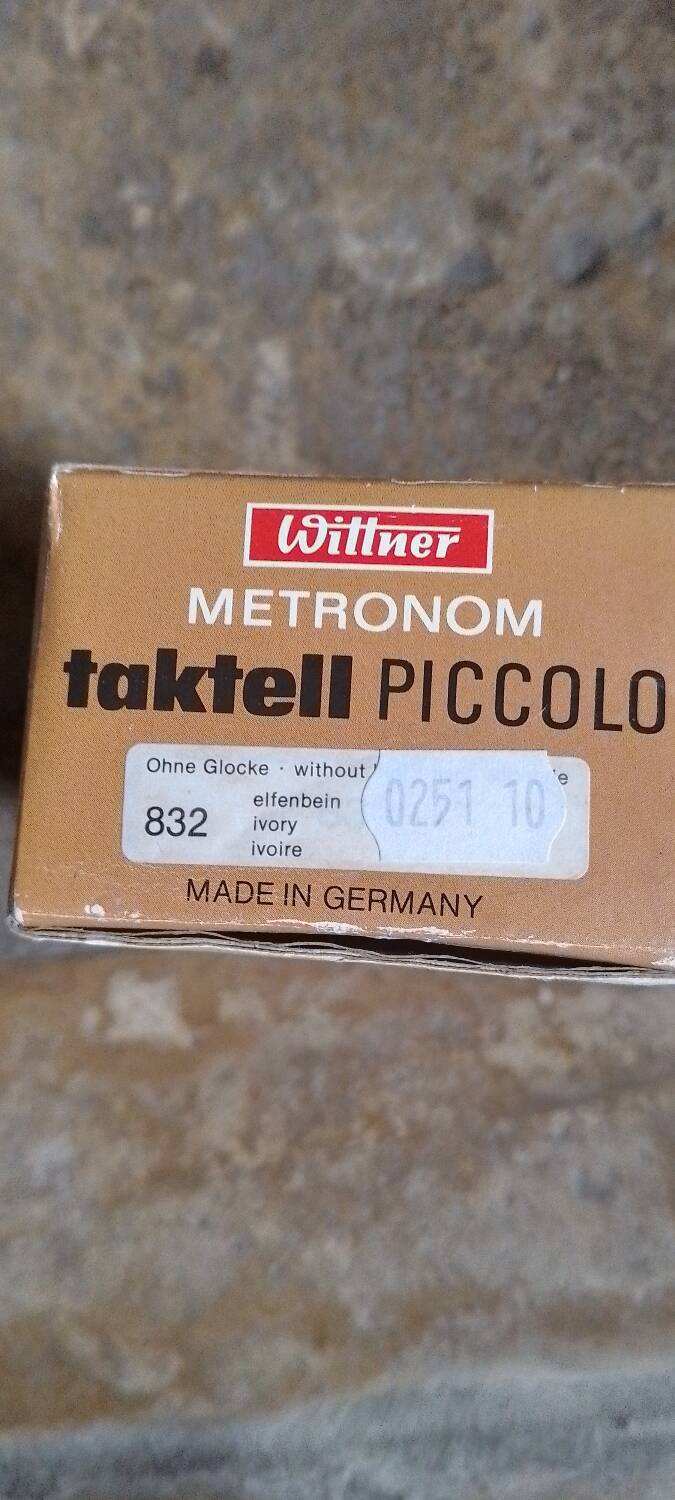 Wittner
METRONOM
taktell PICCOLO
Ohne Glocke · without
832
elfenbein
ivory
ivoire
0251 10
MADE IN GERMANY